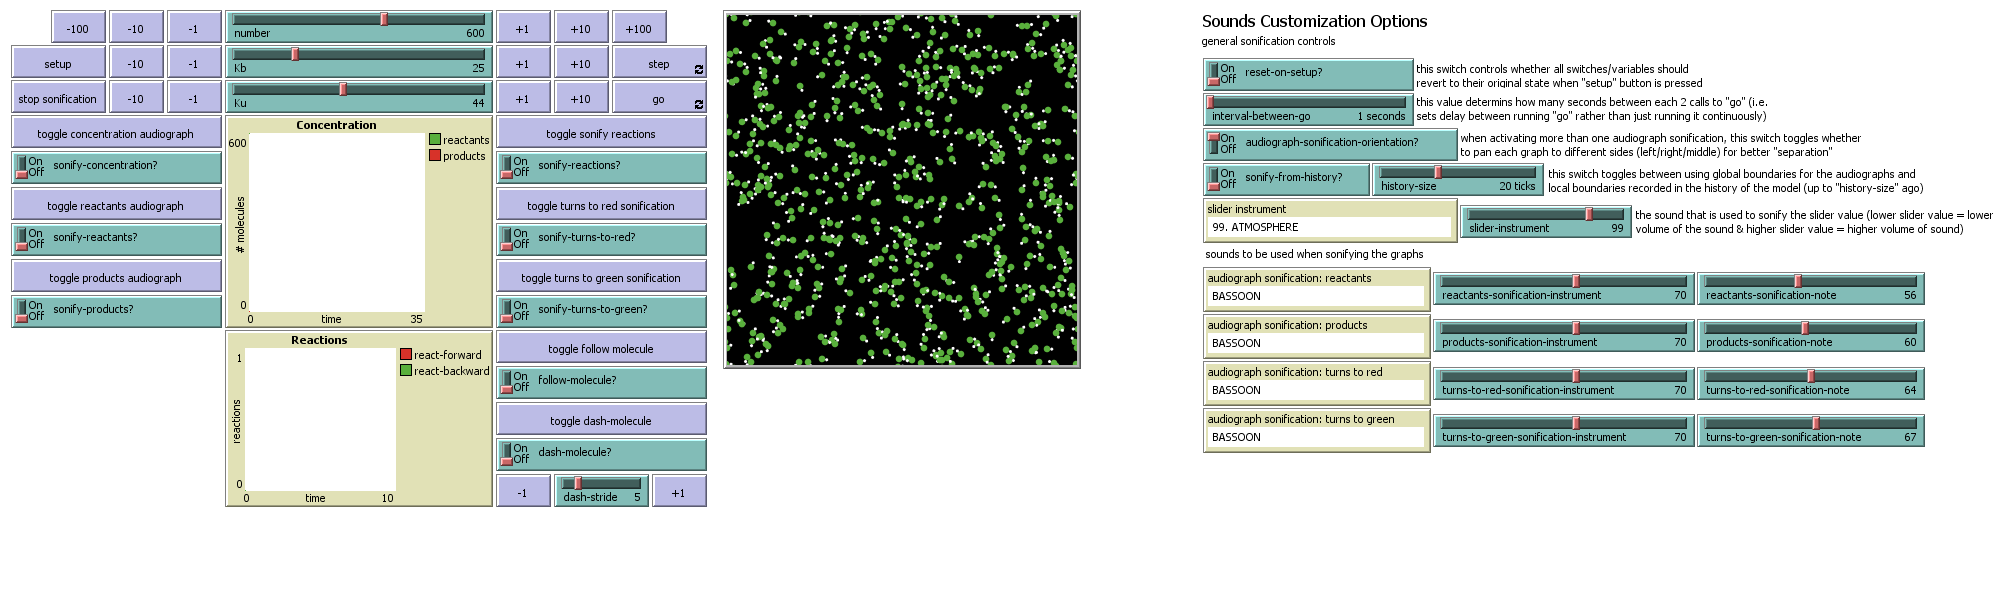 -100
-10
-1
number 600
+1
+10
+100
setup
-10
-1
Kb 25
+1
+10
step
stop sonification
-10
-1
Ku 44
+1
+10
go
toggle concentration audiograph
On
Off
sonify-concentration?
toggle reactants audiograph
On
Off
sonify-reactants?
toggle products audiograph
On
Off
sonify-products?
Concentration
600
# molecules
0
0
time
35
reactants
products
Reactions
1
reactions
0
0
time
10
react-forward
react-backward
toggle sonify reactions
On
Off
sonify-reactions?
toggle turns to red sonification
On
Off
sonify-turns-to-red?
toggle turns to green sonification
On
Off
sonify-turns-to-green?
toggle follow molecule
On
Off
follow-molecule?
toggle dash-molecule
On
Off
dash-molecule?
-1
dash-stride 5
+1
Sounds Customization Options
general sonification controls
On
Off
reset-on-setup?
this switch controls whether all switches/variables should
revert to their original state when "setup" button is pressed
interval-between-go 1 seconds
this value determins how many seconds between each 2 calls to "go" (i.e.
sets delay between running "go" rather than just running it continuously)
On
Off
audiograph-sonification-orientation?
when activating more than one audiograph sonification, this switch toggles whether
to pan each graph to different sides (left/right/middle) for better "separation"
On
Off
sonify-from-history?
history-size 20 ticks
this switch toggles between using global boundaries for the audiographs and
local boundaries recorded in the history of the model (up to "history-size" ago)
slider instrument
99. ATMOSPHERE
slider-instrument 99
the sound that is used to sonify the slider value (lower slider value = lower
volume of the sound & higher slider value = higher volume of sound)
sounds to be used when sonifying the graphs
audiograph sonification: reactants
BASSOON
reactants-sonification-instrument 70
reactants-sonification-note 56
audiograph sonification: products
BASSOON
products-sonification-instrument 70
products-sonification-note 60
audiograph sonification: turns to red
BASSOON
turns-to-red-sonification-instrument 70
turns-to-red-sonification-note 64
audiograph sonification: turns to green
BASSOON
turns-to-green-sonification-instrument 70
turns-to-green-sonification-note 67